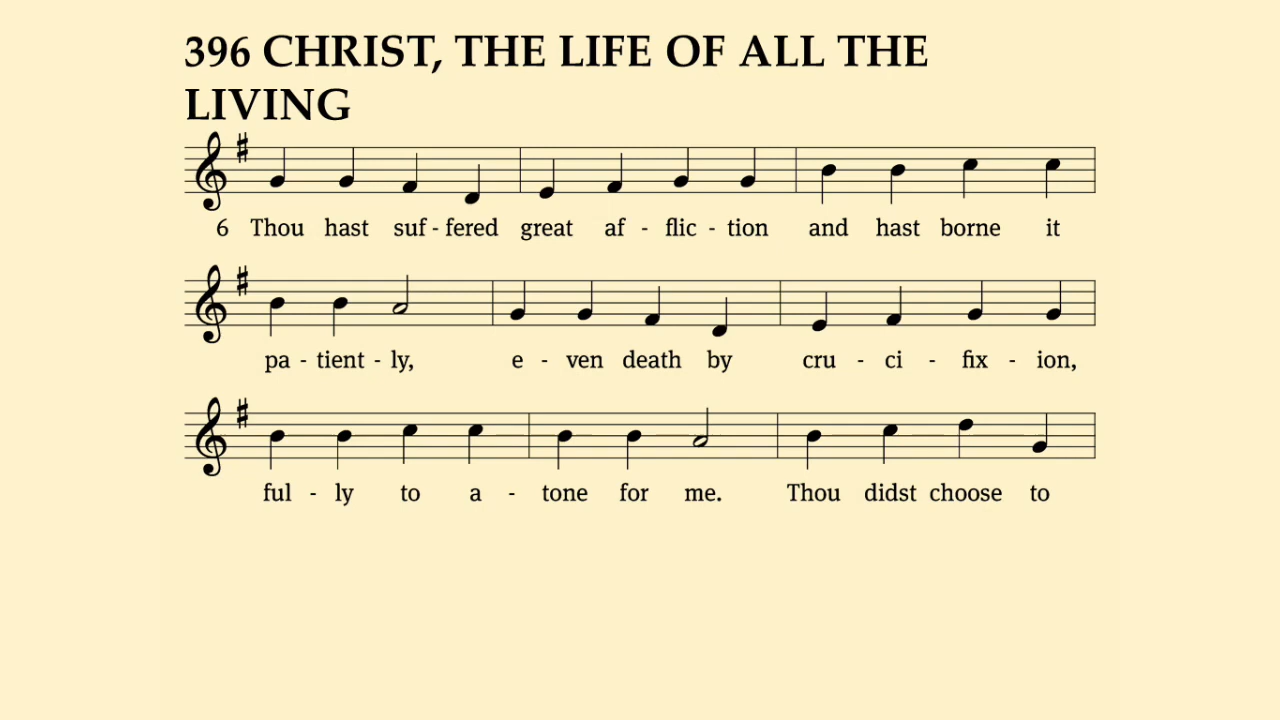 396 CHRIST, THE LIFE OF ALL THE
LIVING
6 Thou hast suf - fered great af - flic - tion and hast borne it
pa - tient - ly, e - ven death by cru - ci - fix - ion,
ful - ly to a - tone for me. Thou didst choose to